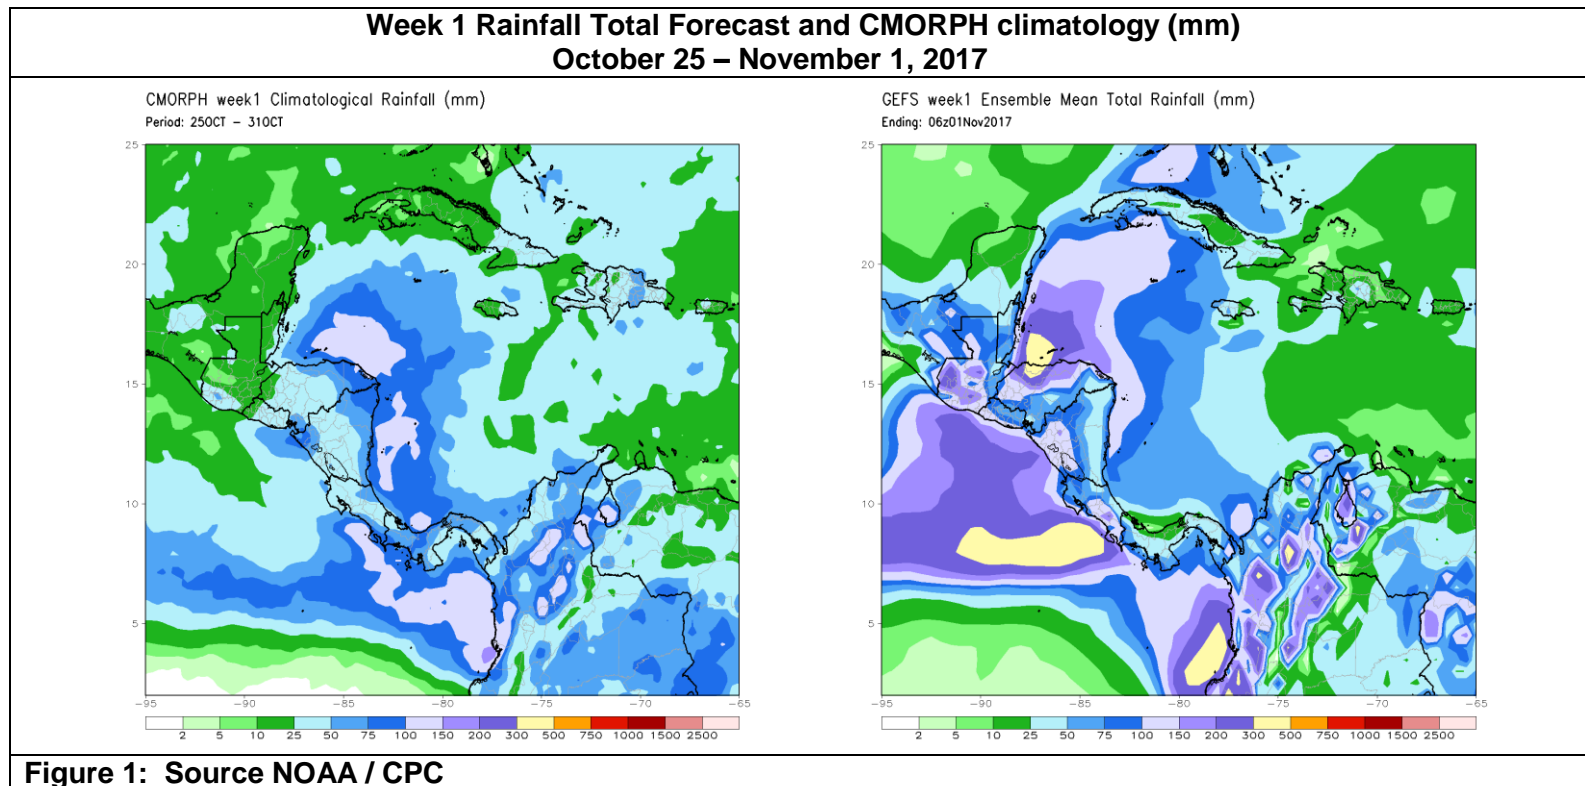 Week 1 Rainfall Total Forecast and CMORPH climatology (mm)
October 25 – November 1, 2017
CMORPH week1 Climatological Rainfall (mm)
Period: 25OCT – 31OCT
25
20
15
10
5
−95 −90 −85 −80 −75 −70 −65
2 5 10 25 50 75 100 150 200 300 500 750 1000 1500 2500
GEFS week1 Ensemble Mean Total Rainfall (mm)
Ending: 06z01Nov2017
25
20
15
10
5
−95 −90 −85 −80 −75 −70 −65
2 5 10 25 50 75 100 150 200 300 500 750 1000 1500 2500
Figure 1: Source NOAA / CPC